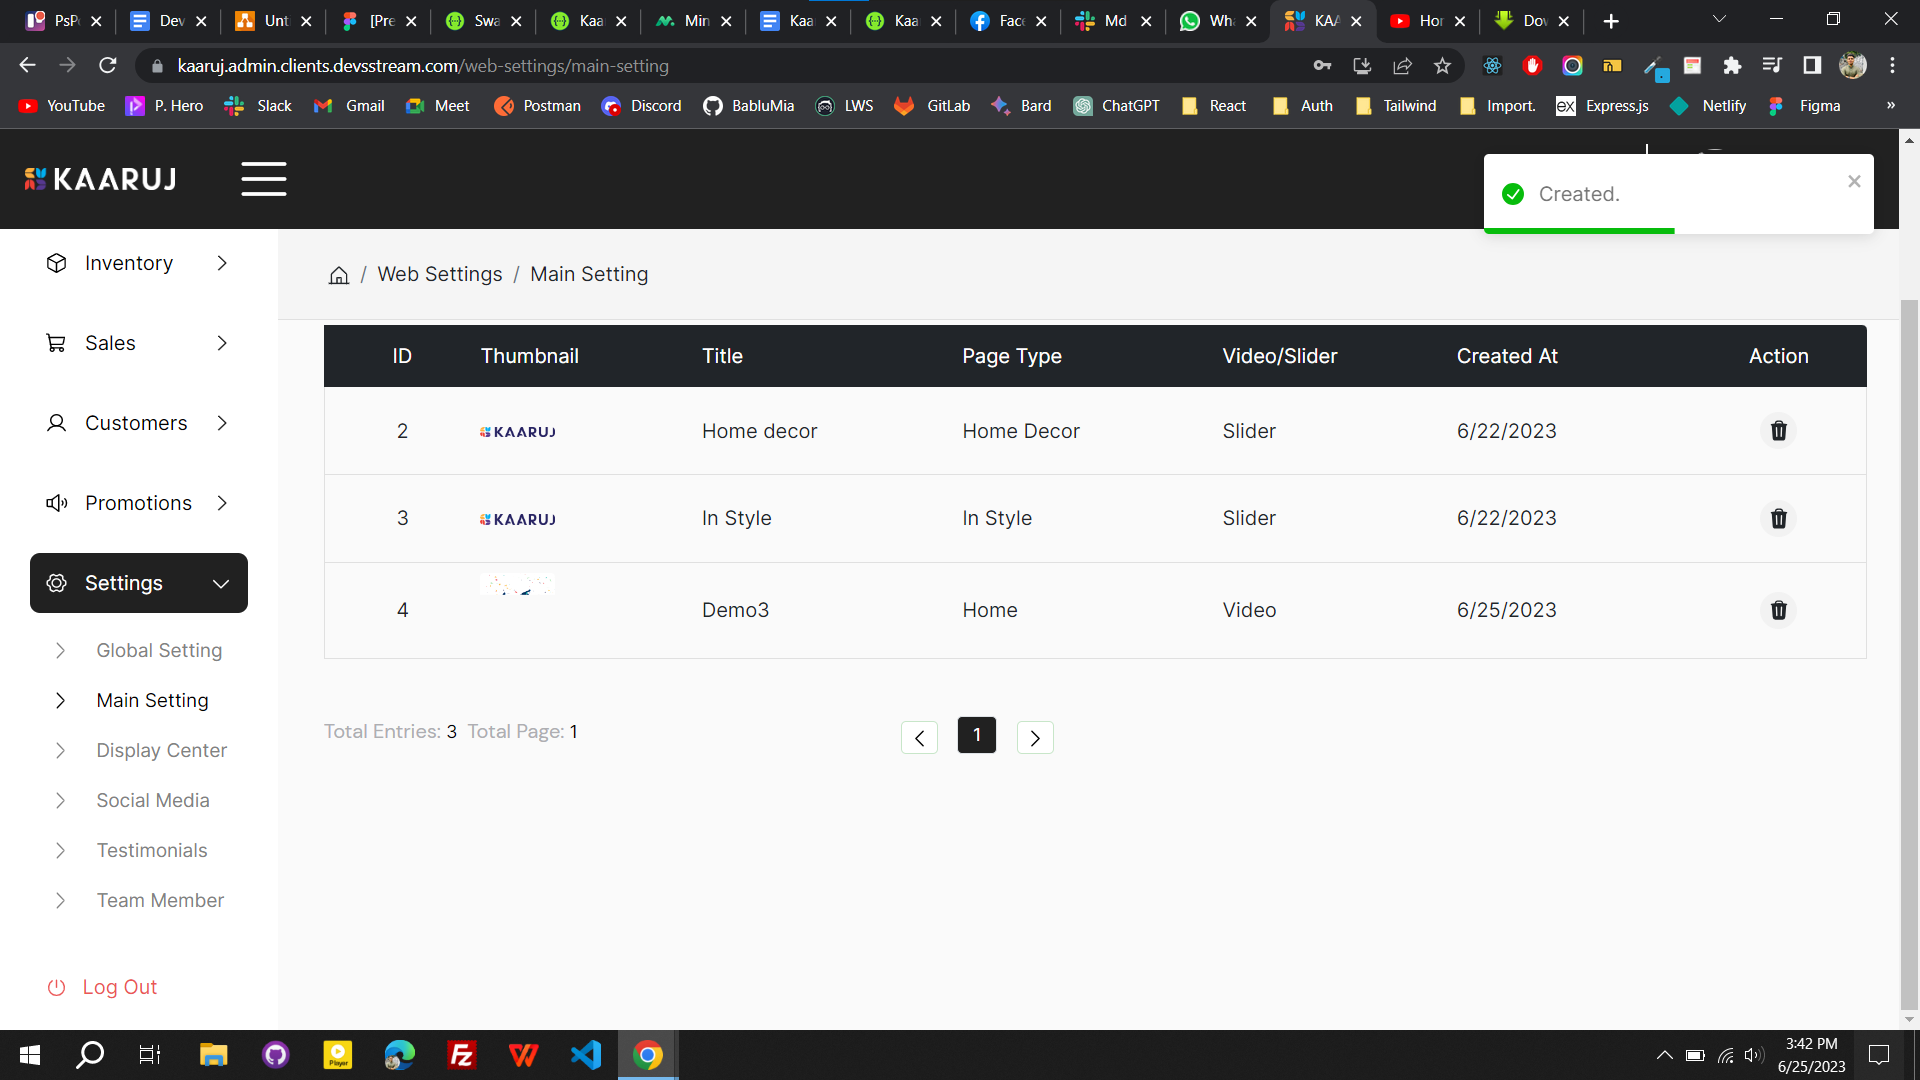 PsP
Dev
Unt
[Pre
Swa
Kaa
Min
Kaa
Kaa
Face
Md
Wha
KAA
Hor
Dov
kaaruj.admin.clients.devsstream.com/web-settings/main-setting
YouTube P. Hero Slack Gmail Meet Postman Discord BabluMia LWS GitLab Bard ChatGPT React Auth Tailwind Import. ex Express.js Netlify Figma »
KAARUJ
Created.
Inventory
Sales
Customers
Promotions
Settings
Global Setting
Main Setting
Display Center
Social Media
Testimonials
Team Member
Log Out
/ Web Settings / Main Setting
ID Thumbnail Title Page Type Video/Slider Created At Action
2 KAARUJ Home decor Home Decor Slider 6/22/2023
3 KAARUJ In Style In Style Slider 6/22/2023
4 Demo3 Home Video 6/25/2023
Total Entries: 3 Total Page: 1
1
Player
3:42 PM
6/25/2023